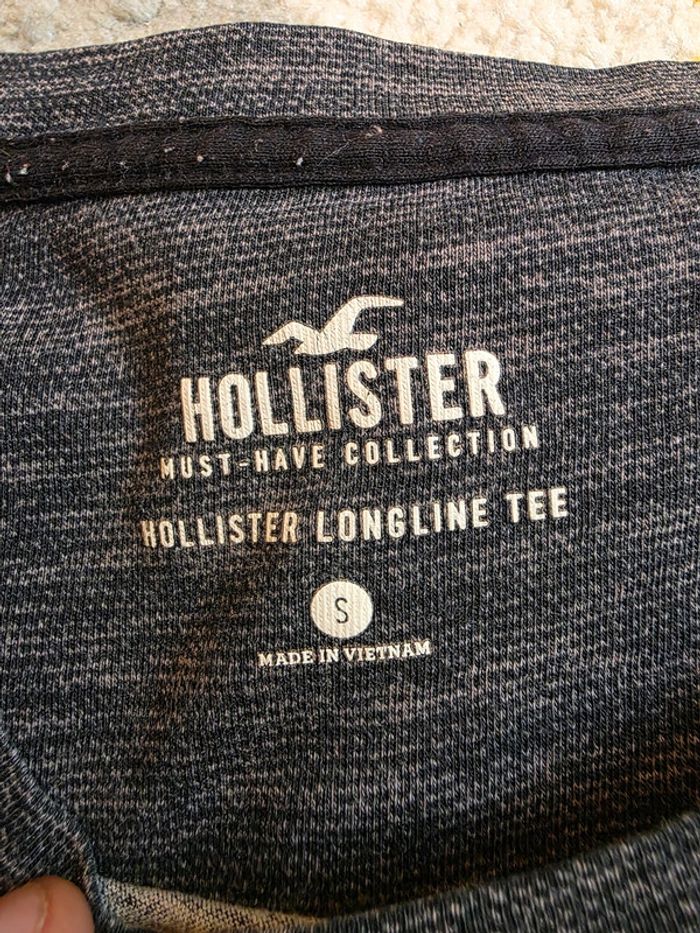 HOLLISTER
MUST-HAVE COLLECTION
HOLLISTER LONGLINE TEE
S
MADE IN VIETNAM